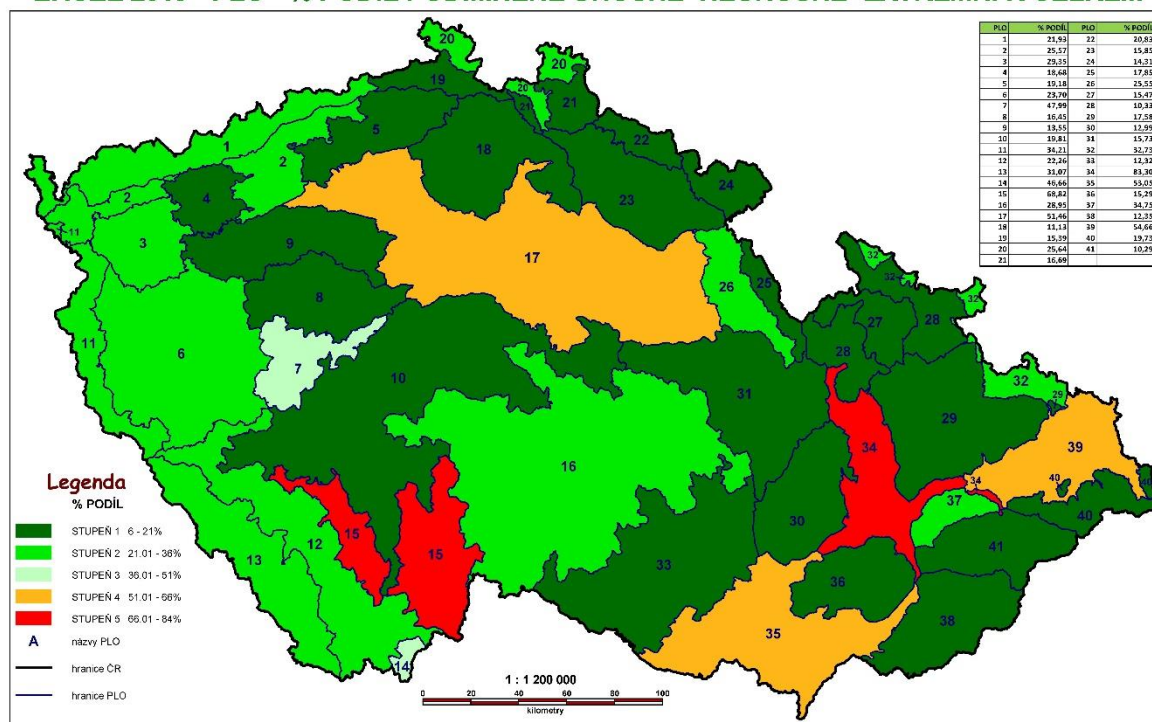 PLO % PODÍL PLO % PODÍL
1 21,93 22 20,83
2 25,57 23 15,85
3 29,35 24 14,31
4 18,68 25 17,85
5 19,18 26 25,55
6 23,70 27 15,47
7 47,99 28 10,33
8 16,45 29 17,58
9 13,55 30 12,99
10 19,81 31 15,73
11 34,21 32 32,73
12 22,26 33 12,32
13 31,07 34 83,30
14 46,66 35 55,05
15 68,82 36 15,29
16 28,95 37 34,75
17 51,46 38 12,35
18 11,13 39 54,66
19 15,39 40 19,73
20 25,64 41 10,29
21 16,69
20
20
19
20
21
21
1
5
22
2
18
2
24
4
23
11
3
9
17
26
25
32
32
32
8
27
28
28
11
6
7
10
31
32
29
29
34
39
16
34
40
40
37
40
15
12
15
30
41
13
33
36
35
38
14
Legenda
% PODÍL
STUPEŇ 1 6 - 21%
STUPEŇ 2 21.01 - 36%
STUPEŇ 3 36.01 - 51%
STUPEŇ 4 51.01 - 66%
STUPEŇ 5 66.01 - 84%
A názvy PLO
hranice ČR
hranice PLO
1 : 1 200 000
0 20 40 60 80 100
kilometry